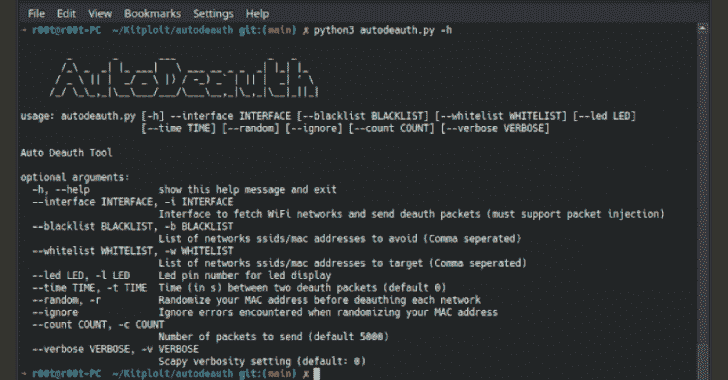 File Edit View Bookmarks Settings Help
→ r00t@r00t-PC ~/Kitploit/autodeauth git:(main) ✗ python3 autodeauth.py -h
AutoDeauth
usage: autodeauth.py [-h] --interface INTERFACE [--blacklist BLACKLIST] [--whitelist WHITELIST] [--led LED]
[--time TIME] [--random] [--ignore] [--count COUNT] [--verbose VERBOSE]
Auto Deauth Tool
optional arguments:
-h, --help show this help message and exit
--interface INTERFACE, -i INTERFACE
Interface to fetch WiFi networks and send deauth packets (must support packet injection)
--blacklist BLACKLIST, -b BLACKLIST
List of networks ssids/mac addresses to avoid (Comma seperated)
--whitelist WHITELIST, -w WHITELIST
List of networks ssids/mac addresses to target (Comma seperated)
--led LED, -l LED Led pin number for led display
--time TIME, -t TIME Time (in s) between two deauth packets (default 0)
--random, -r Randomize your MAC address before deauthing each network
--ignore Ignore errors encountered when randomizing your MAC address
--count COUNT, -c COUNT
Number of packets to send (default 5000)
--verbose VERBOSE, -v VERBOSE
Scapy verbosity setting (default: 0)
→ r00t@r00t-PC ~/Kitploit/autodeauth git:(main) ✗